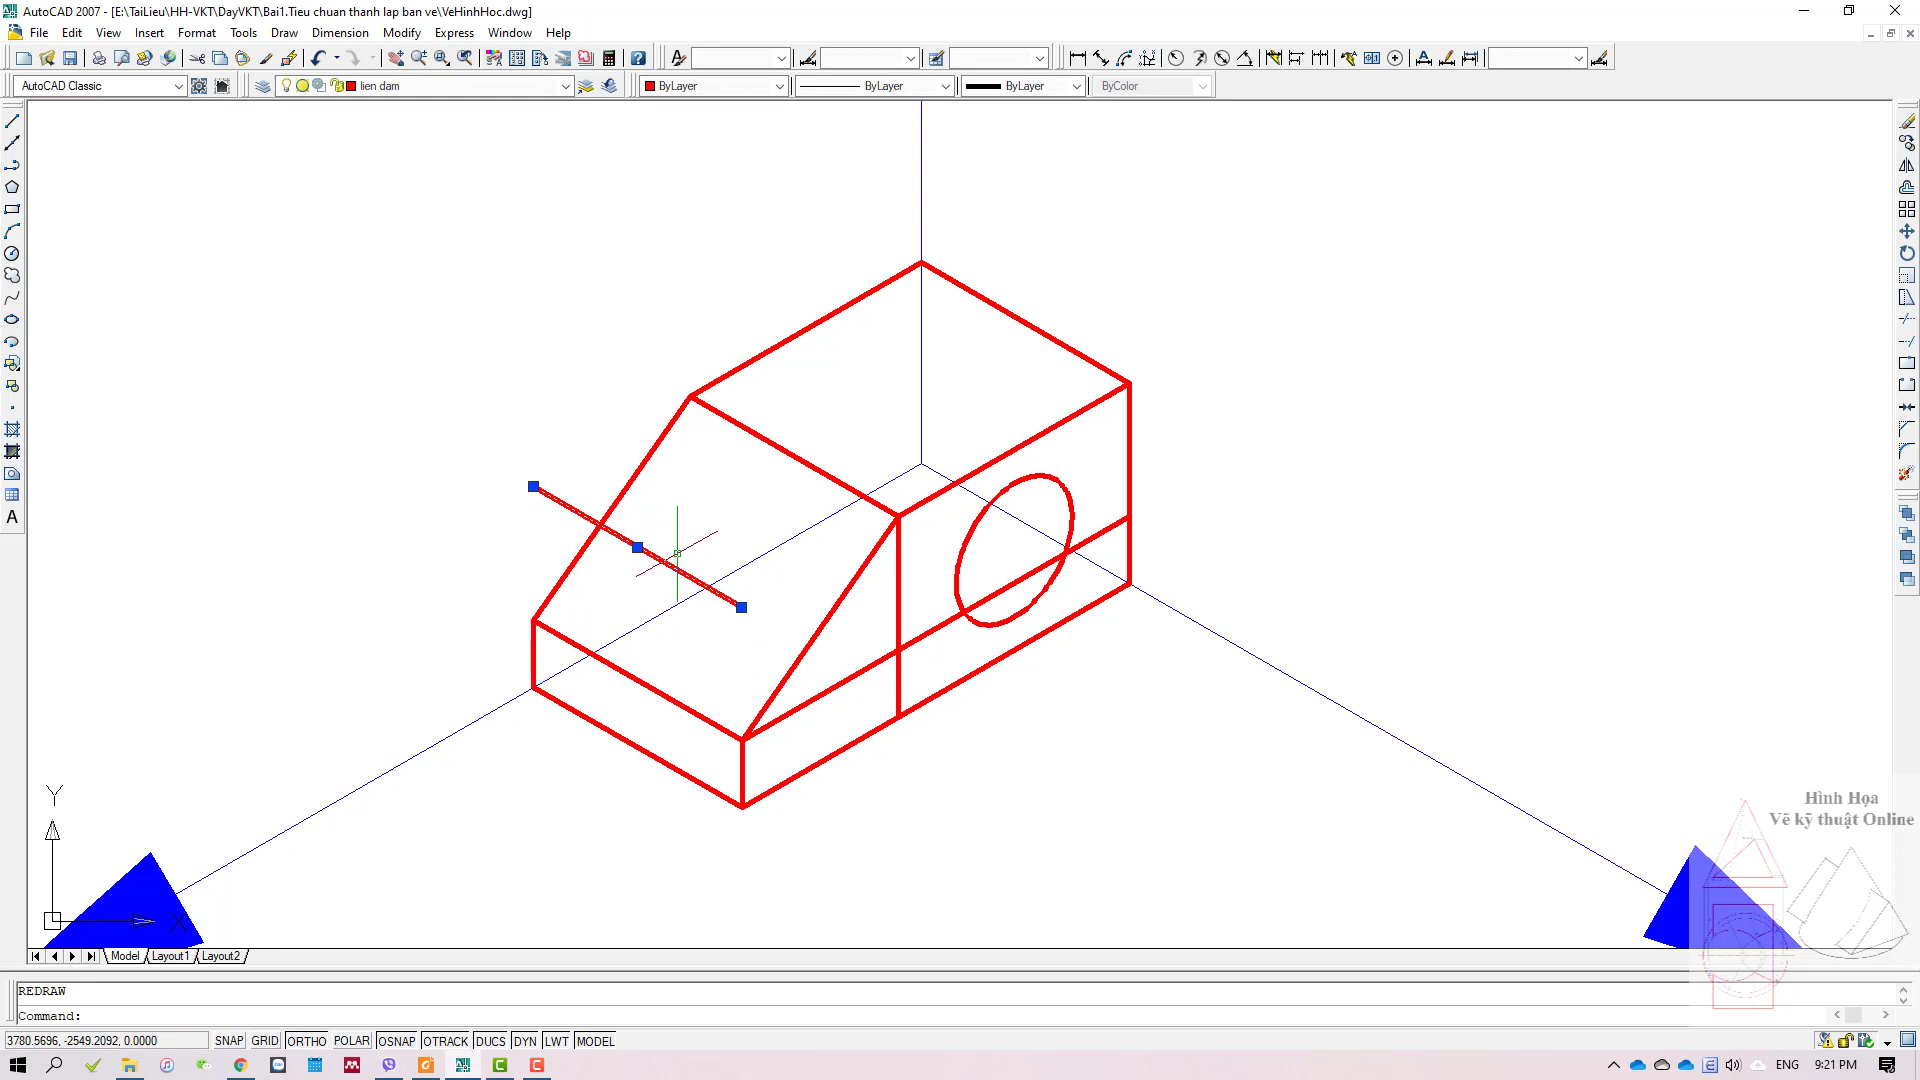 AutoCAD 2007 - [E:\TaiLieu\HH-VKT\DayVKT\Bai1.Tieu chuan thanh lap ban ve\VeHinhHoc.dwg]
File Edit View Insert Format Tools Draw Dimension Modify Express Window Help
AutoCAD Classic lien dam ByLayer ByLayer ByLayer ByColor
A
Y
X
Hình Họa
Vẽ kỹ thuật Online
Model Layout1 Layout2
REDRAW
Command:
3780.5696, -2549.2092, 0.0000 SNAP GRID ORTHO POLAR OSNAP OTRACK DUCS DYN LWT MODEL
ENG 9:21 PM